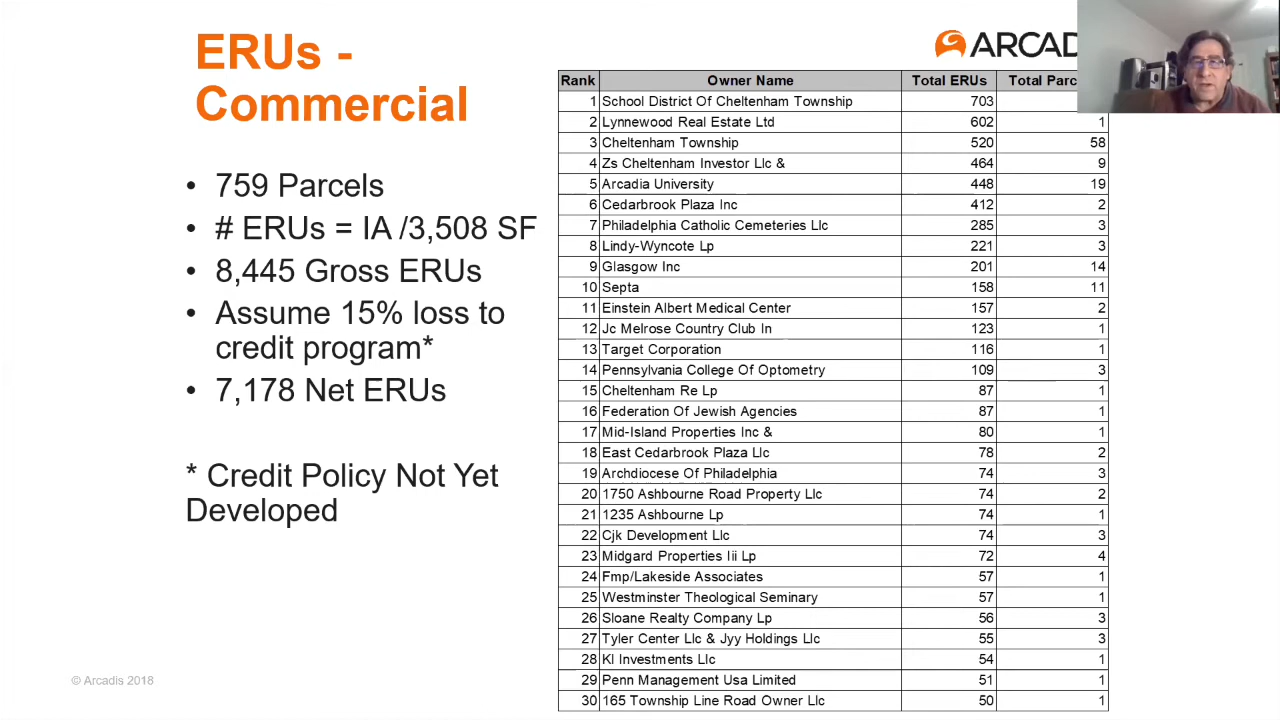 ERUs -
Commercial
• 759 Parcels
• # ERUs = IA /3,508 SF
• 8,445 Gross ERUs
• Assume 15% loss to
credit program*
• 7,178 Net ERUs
* Credit Policy Not Yet
Developed
© Arcadis 2018
Rank Owner Name Total ERUs Total
1 School District Of Cheltenham Township 703
2 Lynnewood Real Estate Ltd 602 1
3 Cheltenham Township 520 58
4 Zs Cheltenham Investor Llc & 464 9
5 Arcadia University 448 19
6 Cedarbrook Plaza Inc 412 2
7 Philadelphia Catholic Cemeteries Llc 285 3
8 Lindy-Wyncote Lp 221 3
9 Glasgow Inc 201 14
10 Septa 158 11
11 Einstein Albert Medical Center 157 2
12 Jc Melrose Country Club In 123 1
13 Target Corporation 116 1
14 Pennsylvania College Of Optometry 109 3
15 Cheltenham Re Lp 87 1
16 Federation Of Jewish Agencies 87 1
17 Mid-Island Properties Inc & 80 1
18 East Cedarbrook Plaza Llc 78 2
19 Archdiocese Of Philadelphia 74 3
20 1750 Ashbourne Road Property Llc 74 2
21 1235 Ashbourne Lp 74 1
22 Cjk Development Llc 74 3
23 Midgard Properties Iii Lp 72 4
24 Fmp/Lakeside Associates 57 1
25 Westminster Theological Seminary 57 1
26 Sloane Realty Company Lp 56 3
27 Tyler Center Llc & Jyy Holdings Llc 55 3
28 Kl Investments Llc 54 1
29 Penn Management Usa Limited 51 1
30 165 Township Line Road Owner Llc 50 1